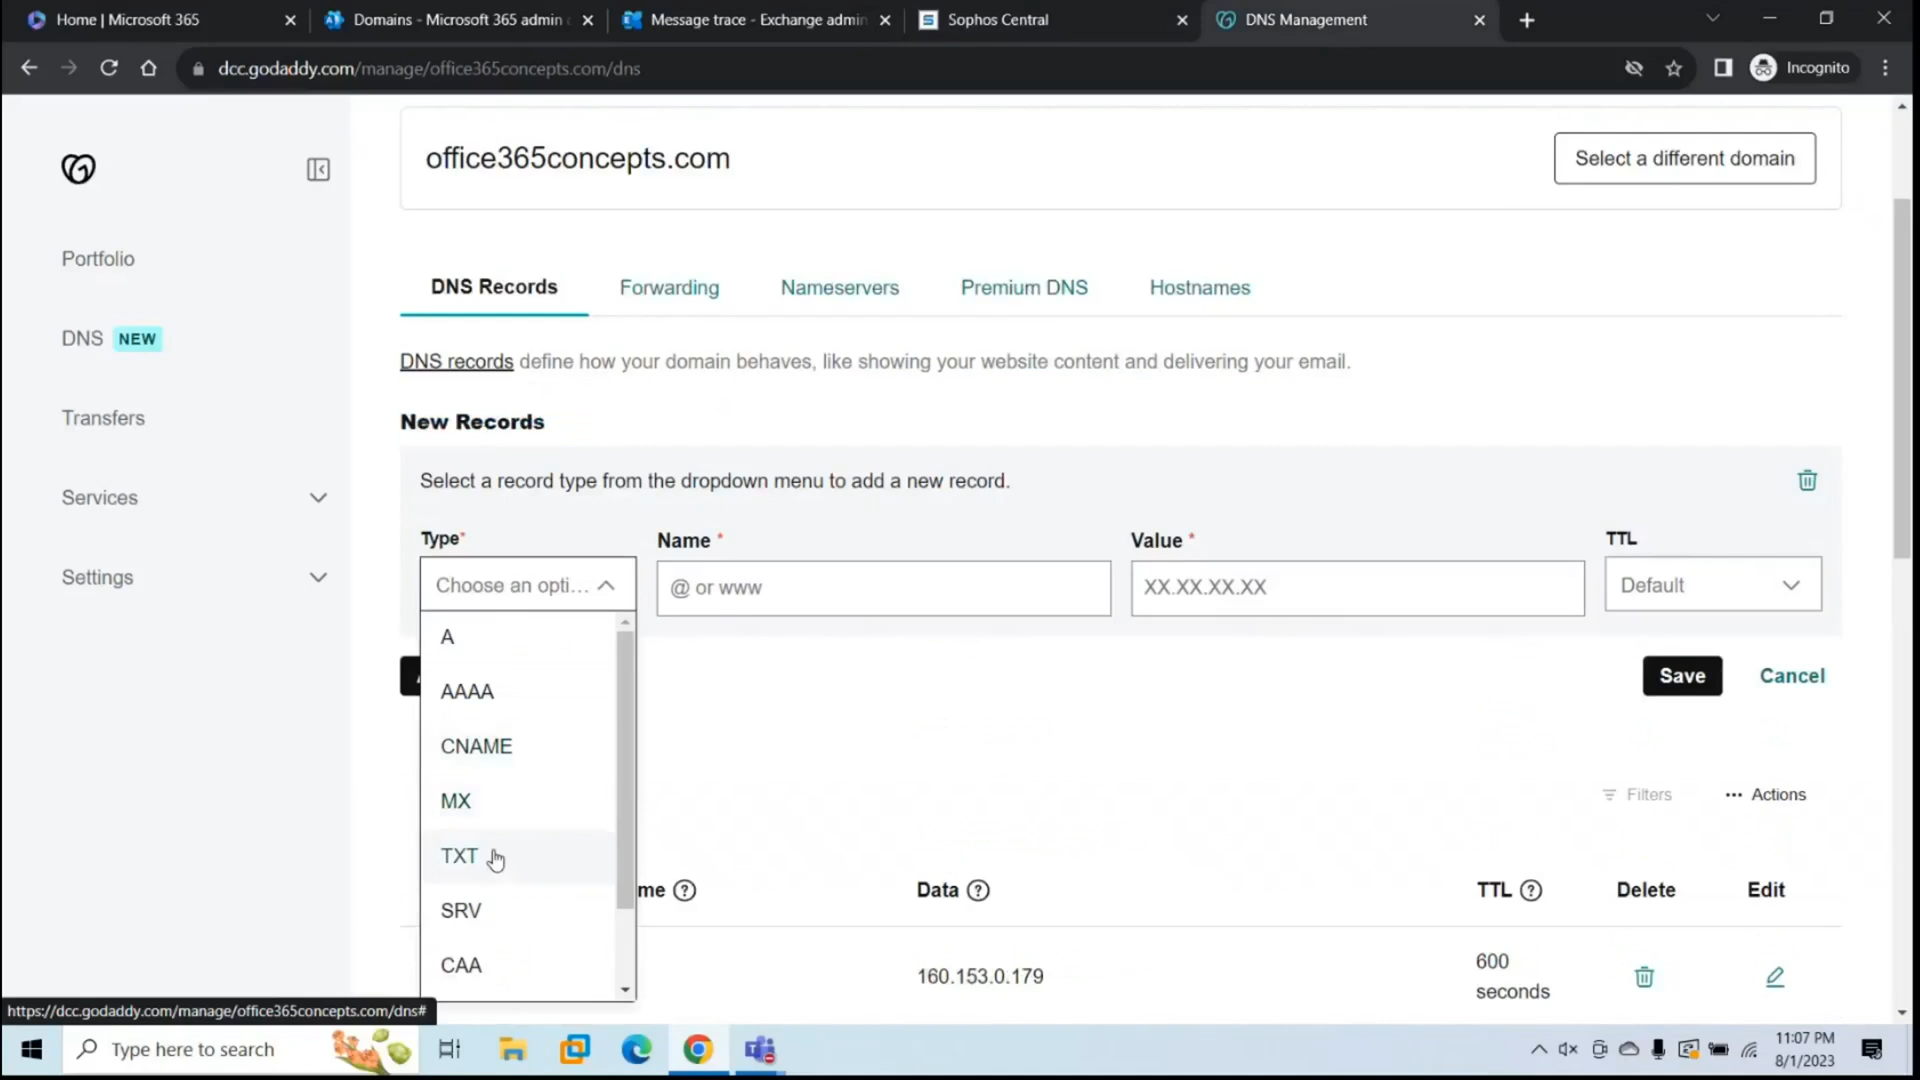 Home | Microsoft 365
Domains - Microsoft 365 admin
Message trace - Exchange admin
Sophos Central
DNS Management
dcc.godaddy.com/manage/office365concepts.com/dns
Incognito
office365concepts.com
Select a different domain
Portfolio
DNS NEW
Transfers
Services
Settings
DNS Records
Forwarding
Nameservers
Premium DNS
Hostnames
DNS records define how your domain behaves, like showing your website content and delivering your email.
New Records
Select a record type from the dropdown menu to add a new record.
Type*
Name *
Value *
TTL
Choose an opti...
@ or www
XX.XX.XX.XX
Default
A
AAAA
CNAME
MX
TXT
SRV
CAA
Save
Cancel
Filters
Actions
me
Data
TTL
Delete
Edit
160.153.0.179
600
seconds
https://dcc.godaddy.com/manage/office365concepts.com/dns#
Type here to search
11:07 PM
8/1/2023